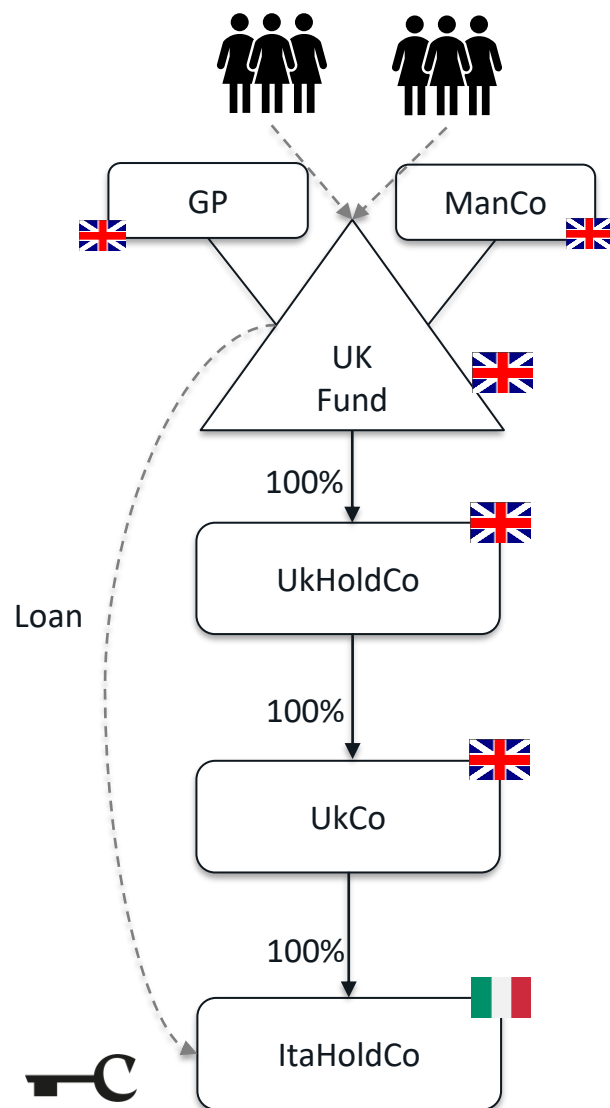 GP
ManCo
UK
Fund
100%
UkHoldCo
Loan
100%
UkCo
100%
ItaHoldCo